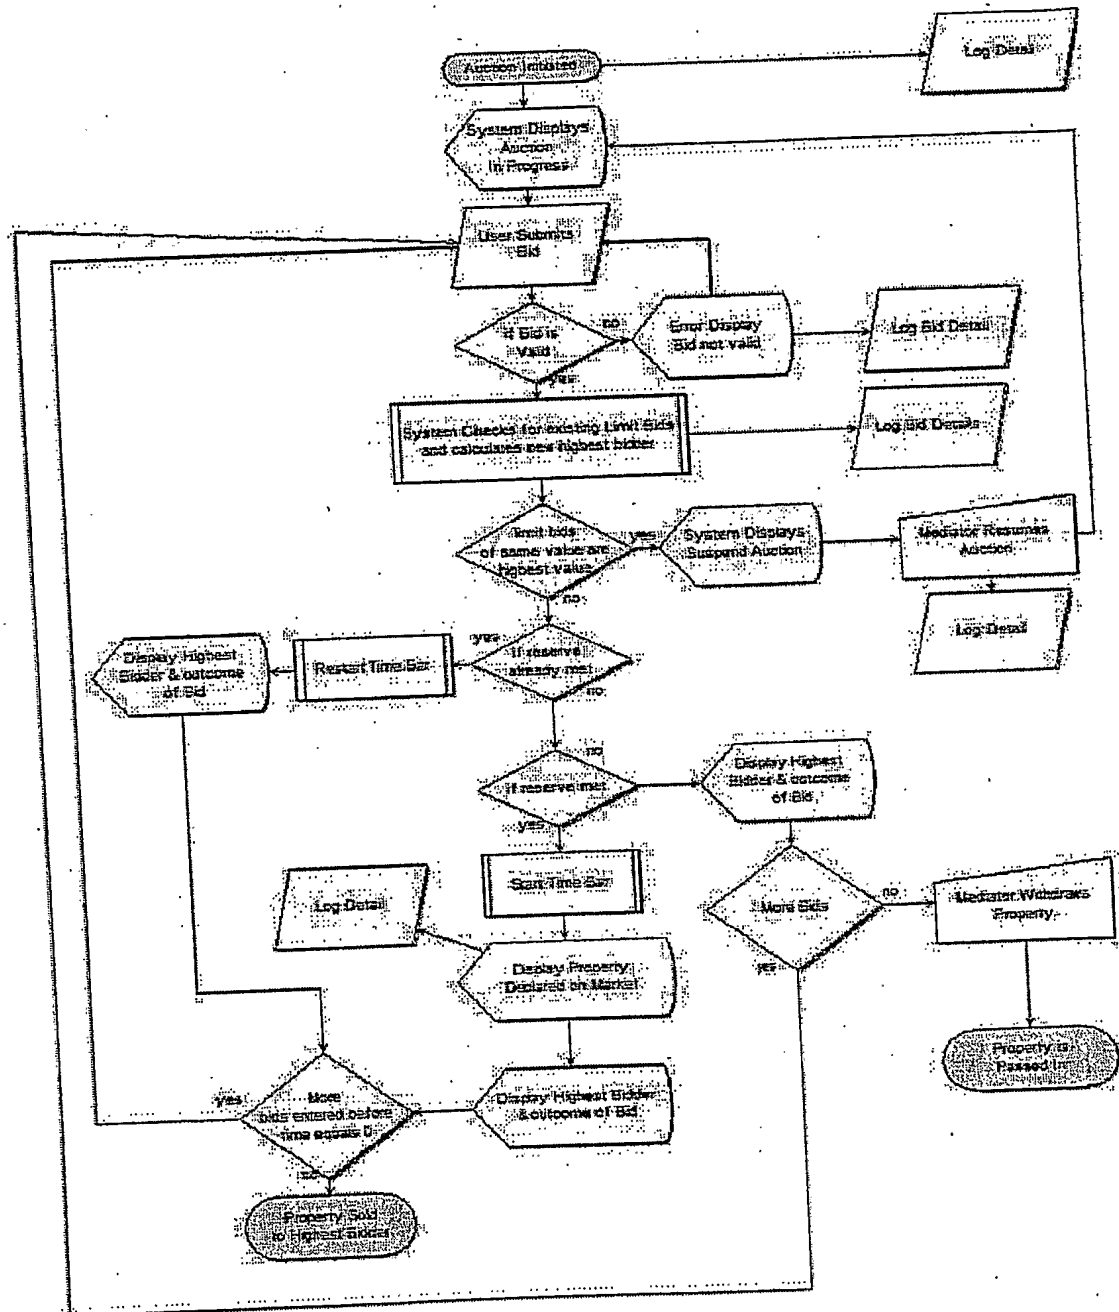 Auction Initiated
Log Detail
System Displays
Auction
In Progress
User Submits
Bid
If Bid is
Valid
no
yes
Error Display
Bid not valid
Log Bid Detail
System Checks for existing Limit Bids
and calculates new highest bidder
Log Bid Details
limit bids
of same value are
highest value
yes
no
System Displays
Suspend Auction
Mediator Resumes
Auction
Log Detail
If reserve
already met
yes
no
Restart Time Bar
Display Highest
Bidder & outcome
of Bid
If reserve met
no
yes
Display Highest
Bidder & outcome
of Bid
Start Time Bar
More Bids
no
yes
Mediator Withdraws
Property
Log Detail
Display Property
Declared on Market
Property is
Passed In
More
bids entered before
time equals 0
yes
no
Display Highest Bidder
& outcome of Bid
Property Sold
to Highest Bidder